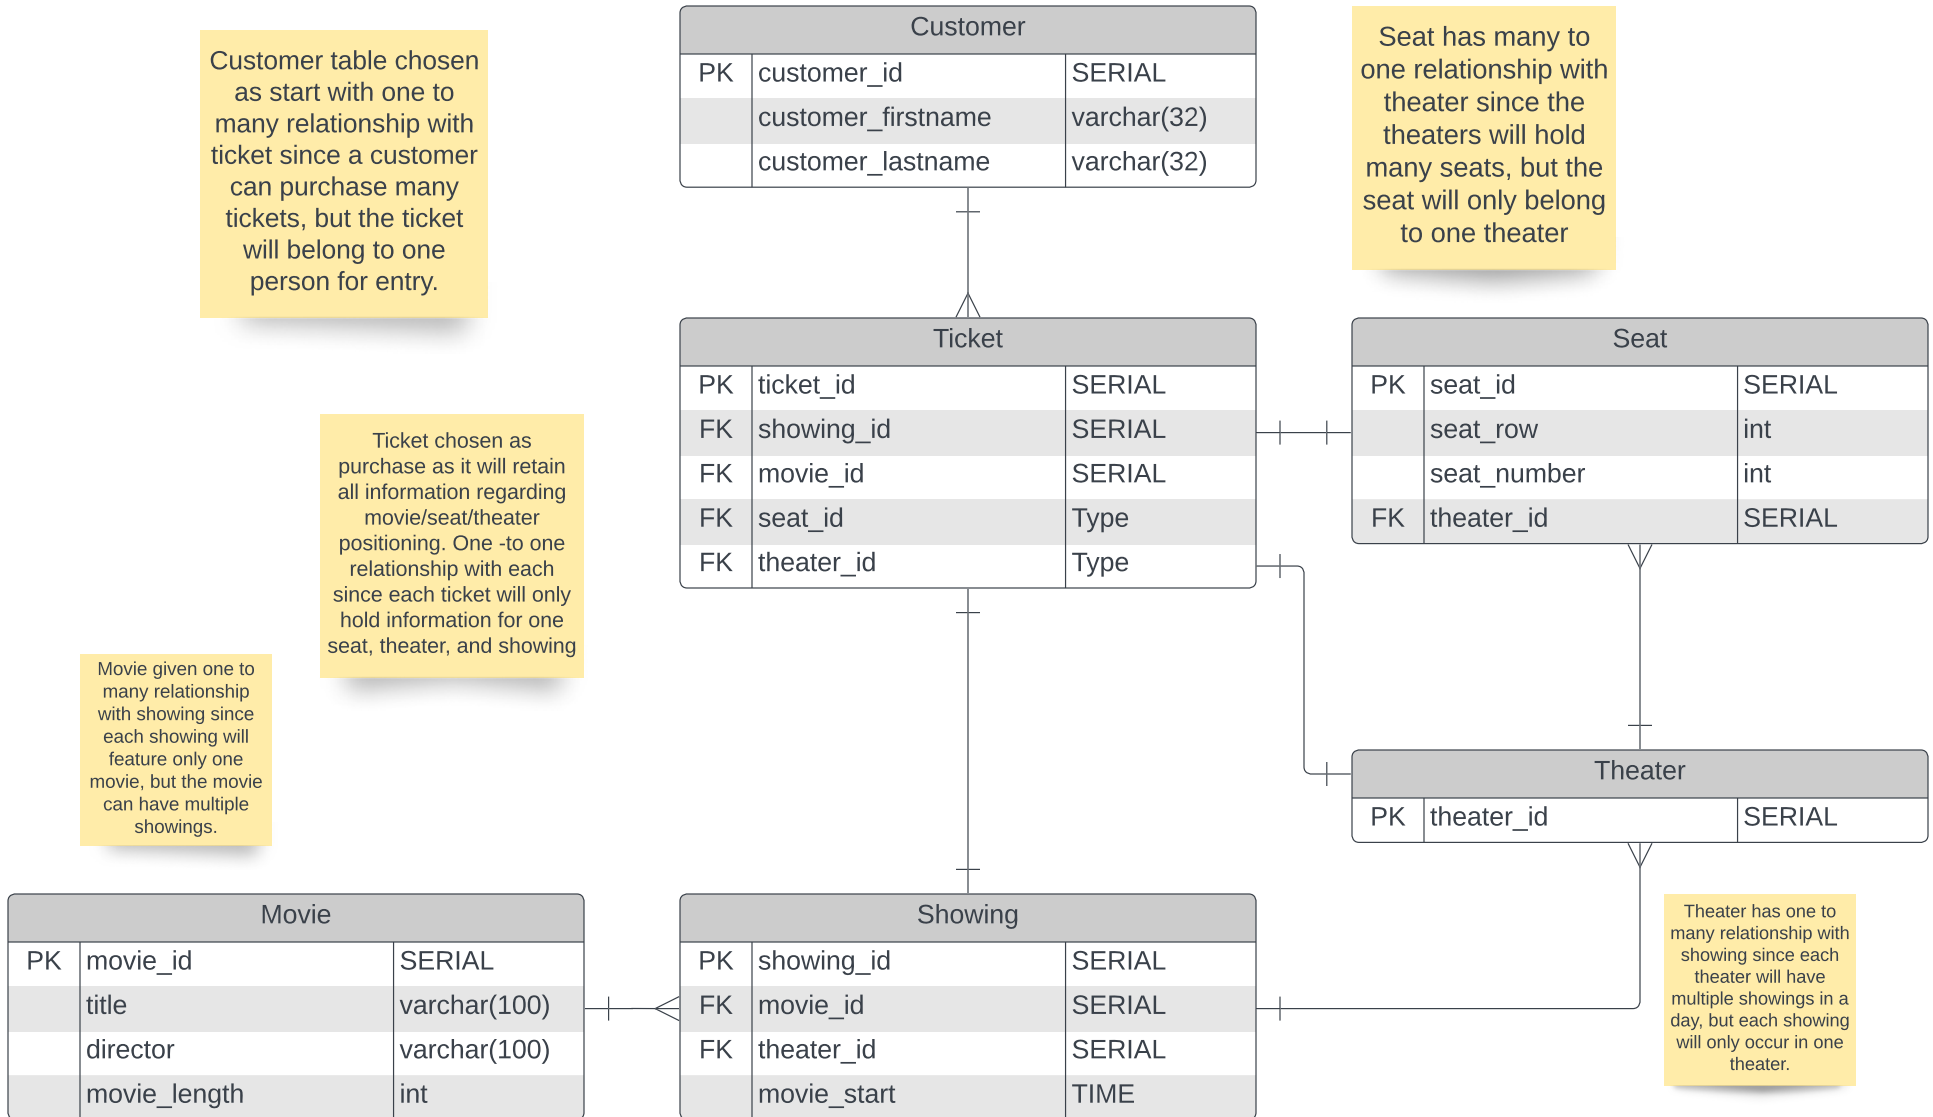 Customer table chosen
as start with one to
many relationship with
ticket since a customer
can purchase many
tickets, but the ticket
will belong to one
person for entry.
Customer
PK customer_id SERIAL
customer_firstname varchar(32)
customer_lastname varchar(32)
Seat has many to
one relationship with
theater since the
theaters will hold
many seats, but the
seat will only belong
to one theater
Ticket
PK ticket_id SERIAL
FK showing_id SERIAL
FK movie_id SERIAL
FK seat_id Type
FK theater_id Type
Seat
PK seat_id SERIAL
seat_row int
seat_number int
FK theater_id SERIAL
Ticket chosen as
purchase as it will retain
all information regarding
movie/seat/theater
positioning. One -to one
relationship with each
since each ticket will only
hold information for one
seat, theater, and showing
Movie given one to
many relationship
with showing since
each showing will
feature only one
movie, but the movie
can have multiple
showings.
Theater
PK theater_id SERIAL
Movie
PK movie_id SERIAL
title varchar(100)
director varchar(100)
movie_length int
Showing
PK showing_id SERIAL
FK movie_id SERIAL
FK theater_id SERIAL
movie_start TIME
Theater has one to
many relationship with
showing since each
theater will have
multiple showings in a
day, but each showing
will only occur in one
theater.